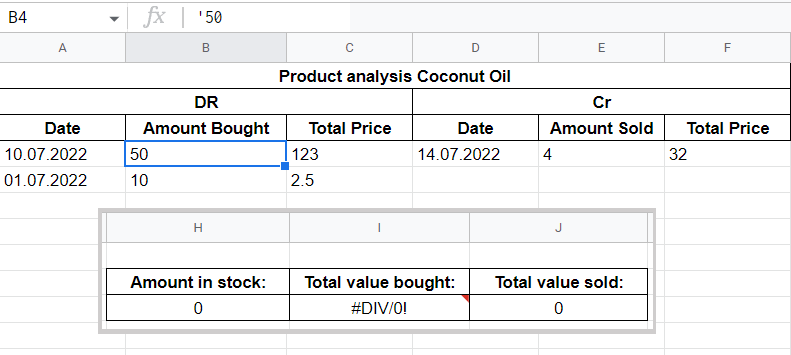 B4 fx '50
A B C D E F
Product analysis Coconut Oil
DR Cr
Date Amount Bought Total Price Date Amount Sold Total Price
10.07.2022 50 123 14.07.2022 4 32
01.07.2022 10 2.5
H I J
Amount in stock: Total value bought: Total value sold:
0 #DIV/0! 0